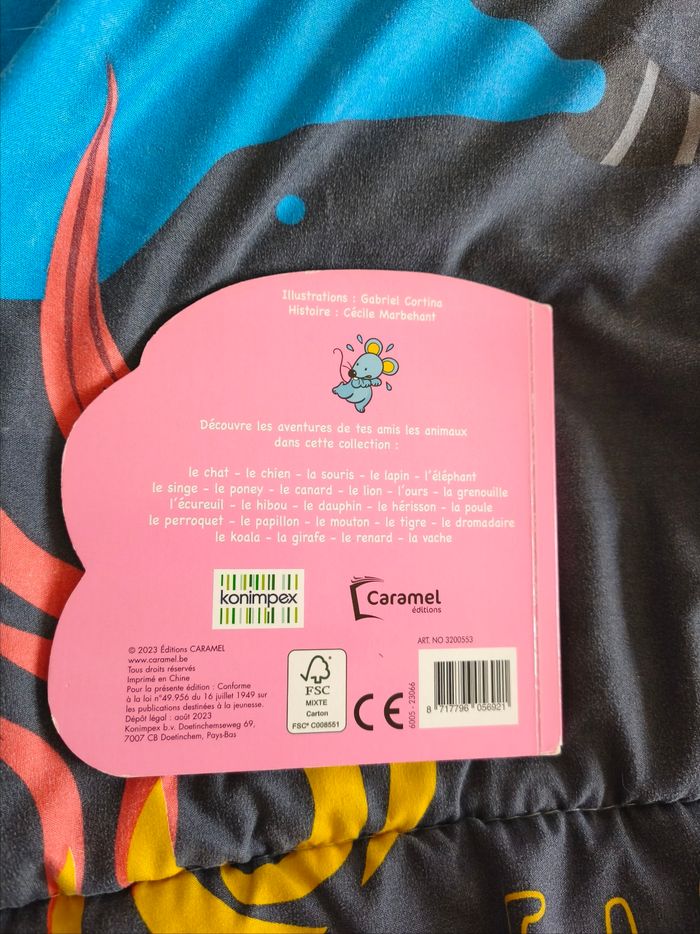 Illustrations : Gabriel Cortina
Histoire : Cécile Marbehant
Découvre les aventures de tes amis les animaux
dans cette collection :
le chat – le chien – la souris – le lapin – l'éléphant
le singe – le poney – le canard – le lion – l'ours – la grenouille
l'écureuil – le hibou – le dauphin – le hérisson – la poule
le perroquet – le papillon – le mouton – le tigre – le dromadaire
le koala – la girafe – le renard – la vache
konimpex
Caramel
éditions
© 2023 Éditions CARAMEL
www.caramel.be
Tous droits réservés
Imprimé en Chine
Pour la présente édition : Conforme
à la loi n°49.956 du 16 juillet 1949 sur
les publications destinées à la jeunesse.
Dépôt légal : août 2023
Konimpex b.v. Doetinchemseweg 69,
7007 CB Doetinchem, Pays-Bas
FSC
MIXTE
Carton
FSC® C008551
CE
6005 - 23066
ART. NO 3200553
8 717796 056921